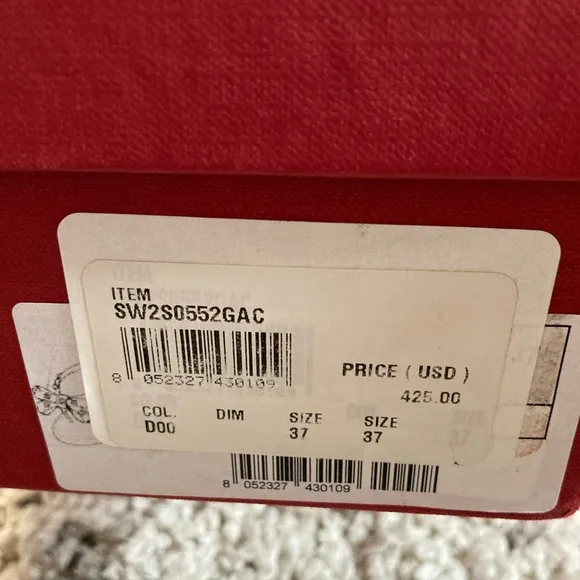 ITEM
SW2S0552GAC
8 052327 430109
PRICE ( USD )
425.00
COL. DIM SIZE SIZE
D00 37 37
8 052327 430109